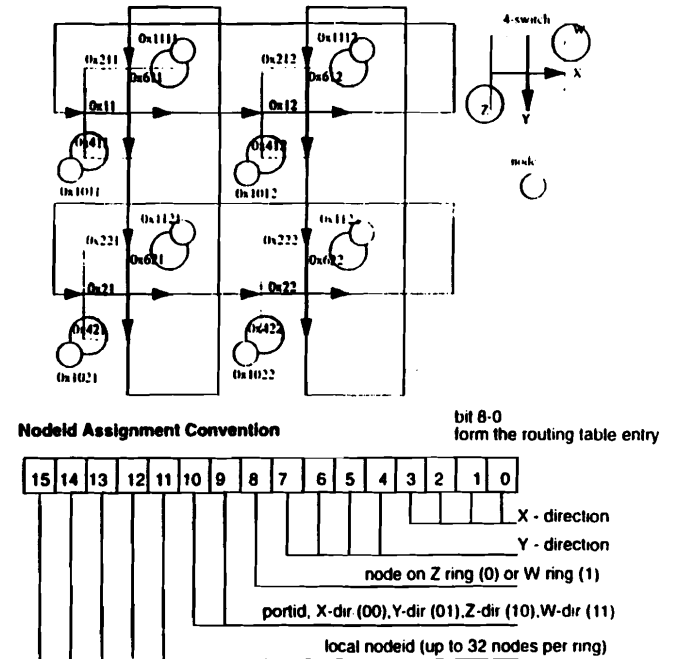 4-switch
0x1111
0x1112
W
0x211
0x212
0x611
0x612
X
0x11
0x12
Z
Y
0x411
0x412
node
0x1011
0x1012
0x1121
0x221
0x222
0x621
0x622
0x21
0x22
0x421
0x422
0x1021
0x1022
Nodeid Assignment Convention
bit 8-0
form the routing table entry
15 14 13 12 11 10 9 8 7 6 5 4 3 2 1 0
X - direction
Y - direction
node on Z ring (0) or W ring (1)
portid, X-dir (00),Y-dir (01),Z-dir (10),W-dir (11)
local nodeid (up to 32 nodes per ring)